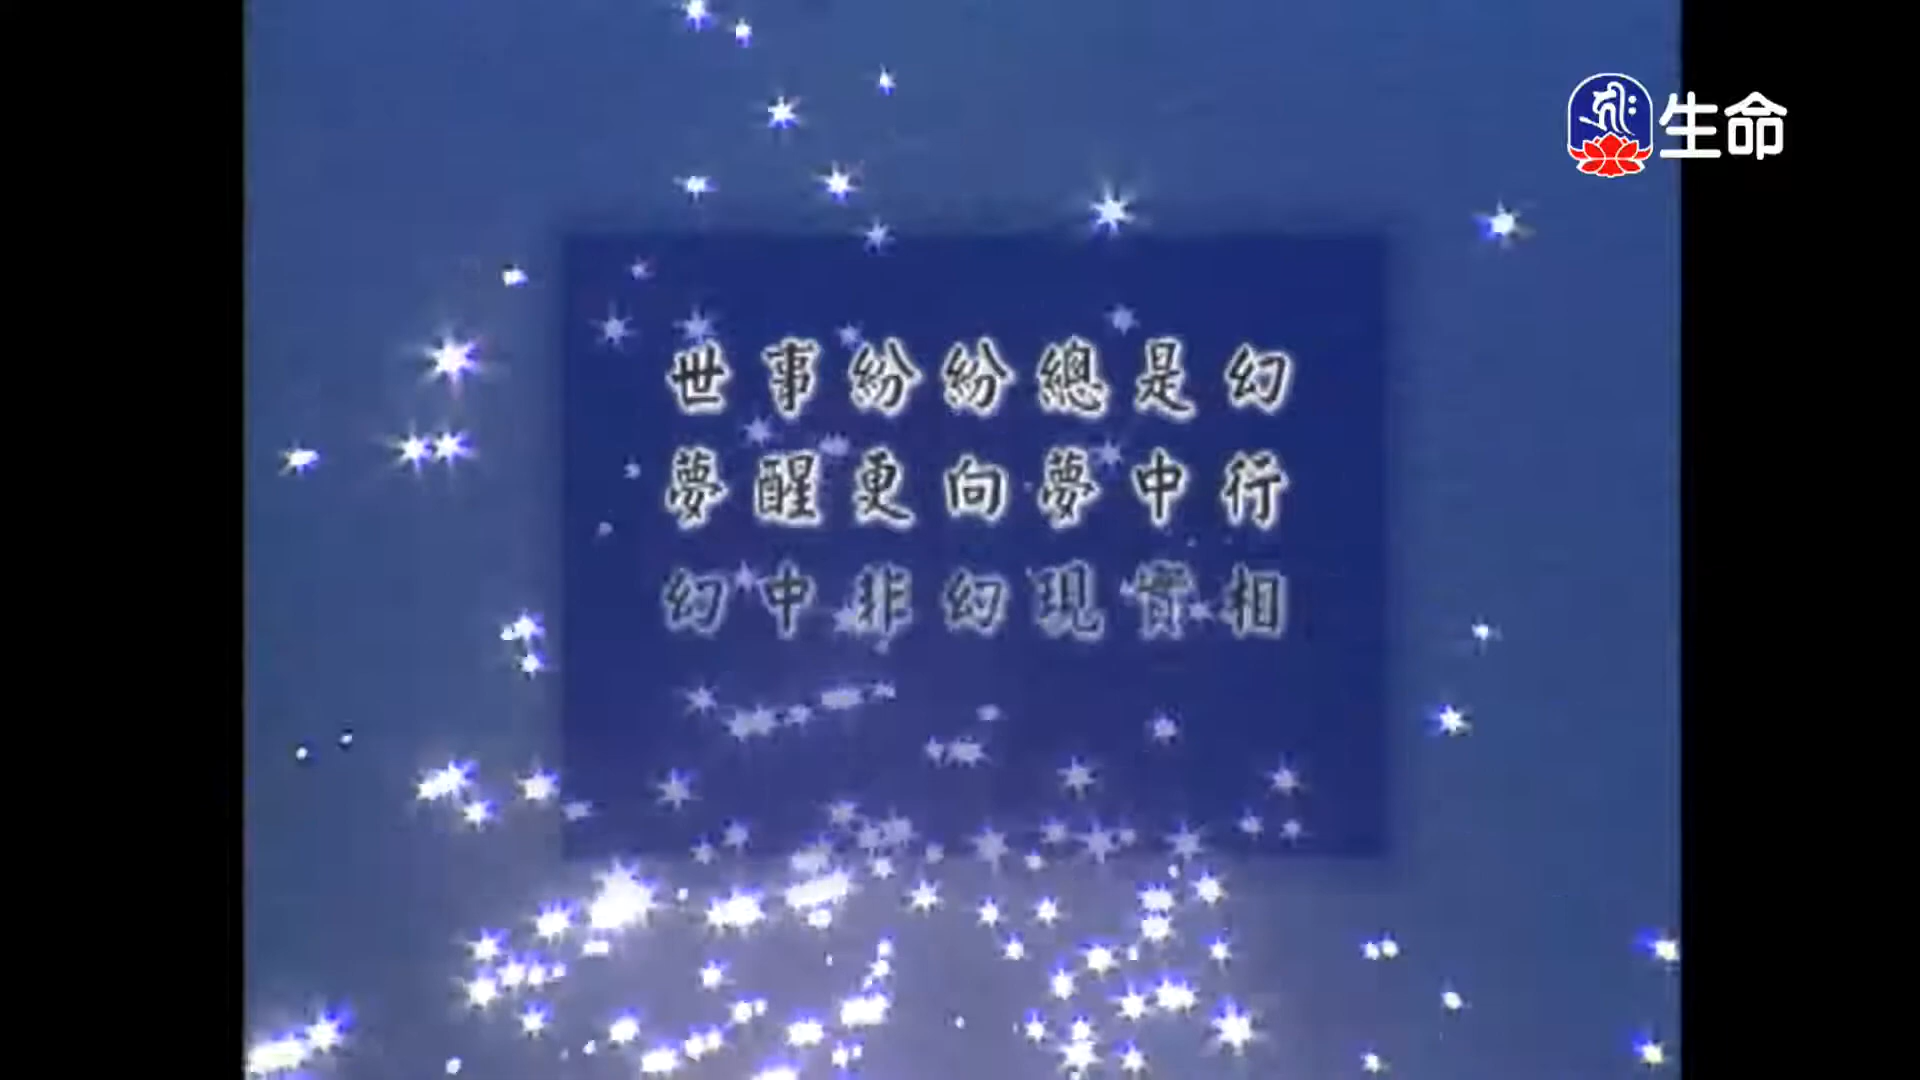 生命
世事紛紛總是幻
夢醒更向夢中行
幻中非幻現實相